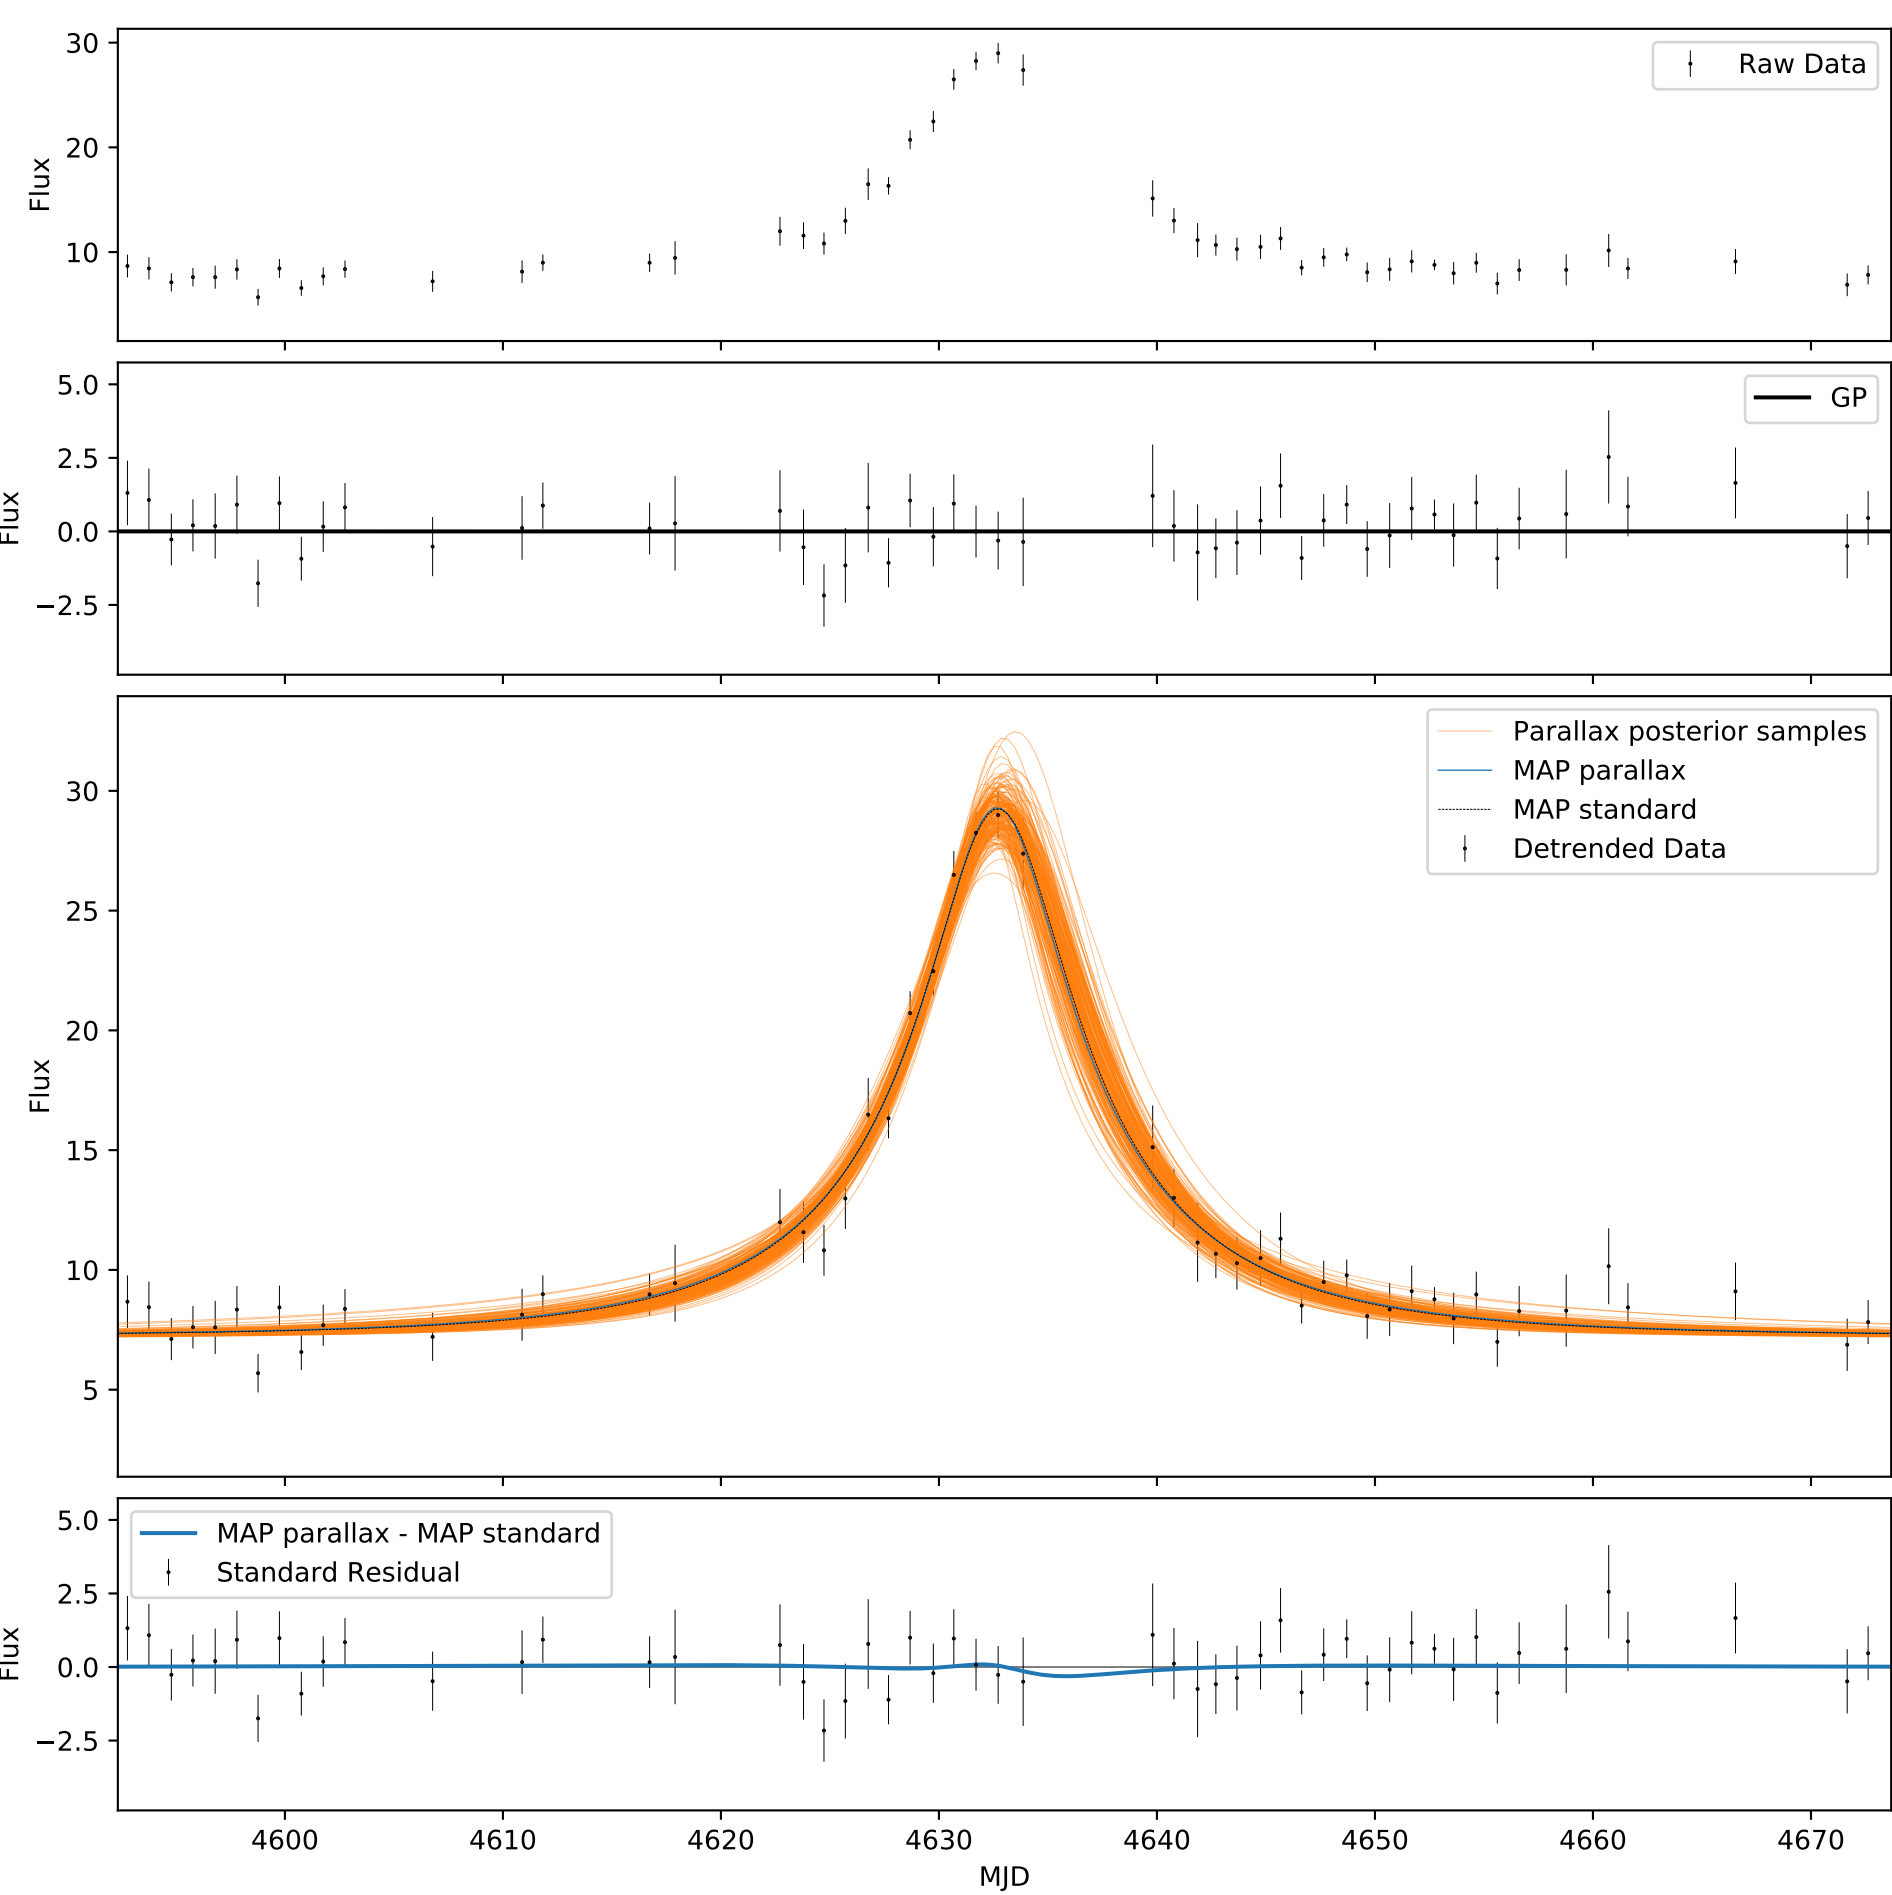 30
20
10
Flux
Raw Data
5.0
2.5
0.0
−2.5
Flux
GP
30
25
20
15
10
5
Flux
Parallax posterior samples
MAP parallax
MAP standard
Detrended Data
5.0
2.5
0.0
−2.5
Flux
MAP parallax - MAP standard
Standard Residual
4600 4610 4620 4630 4640 4650 4660 4670
MJD